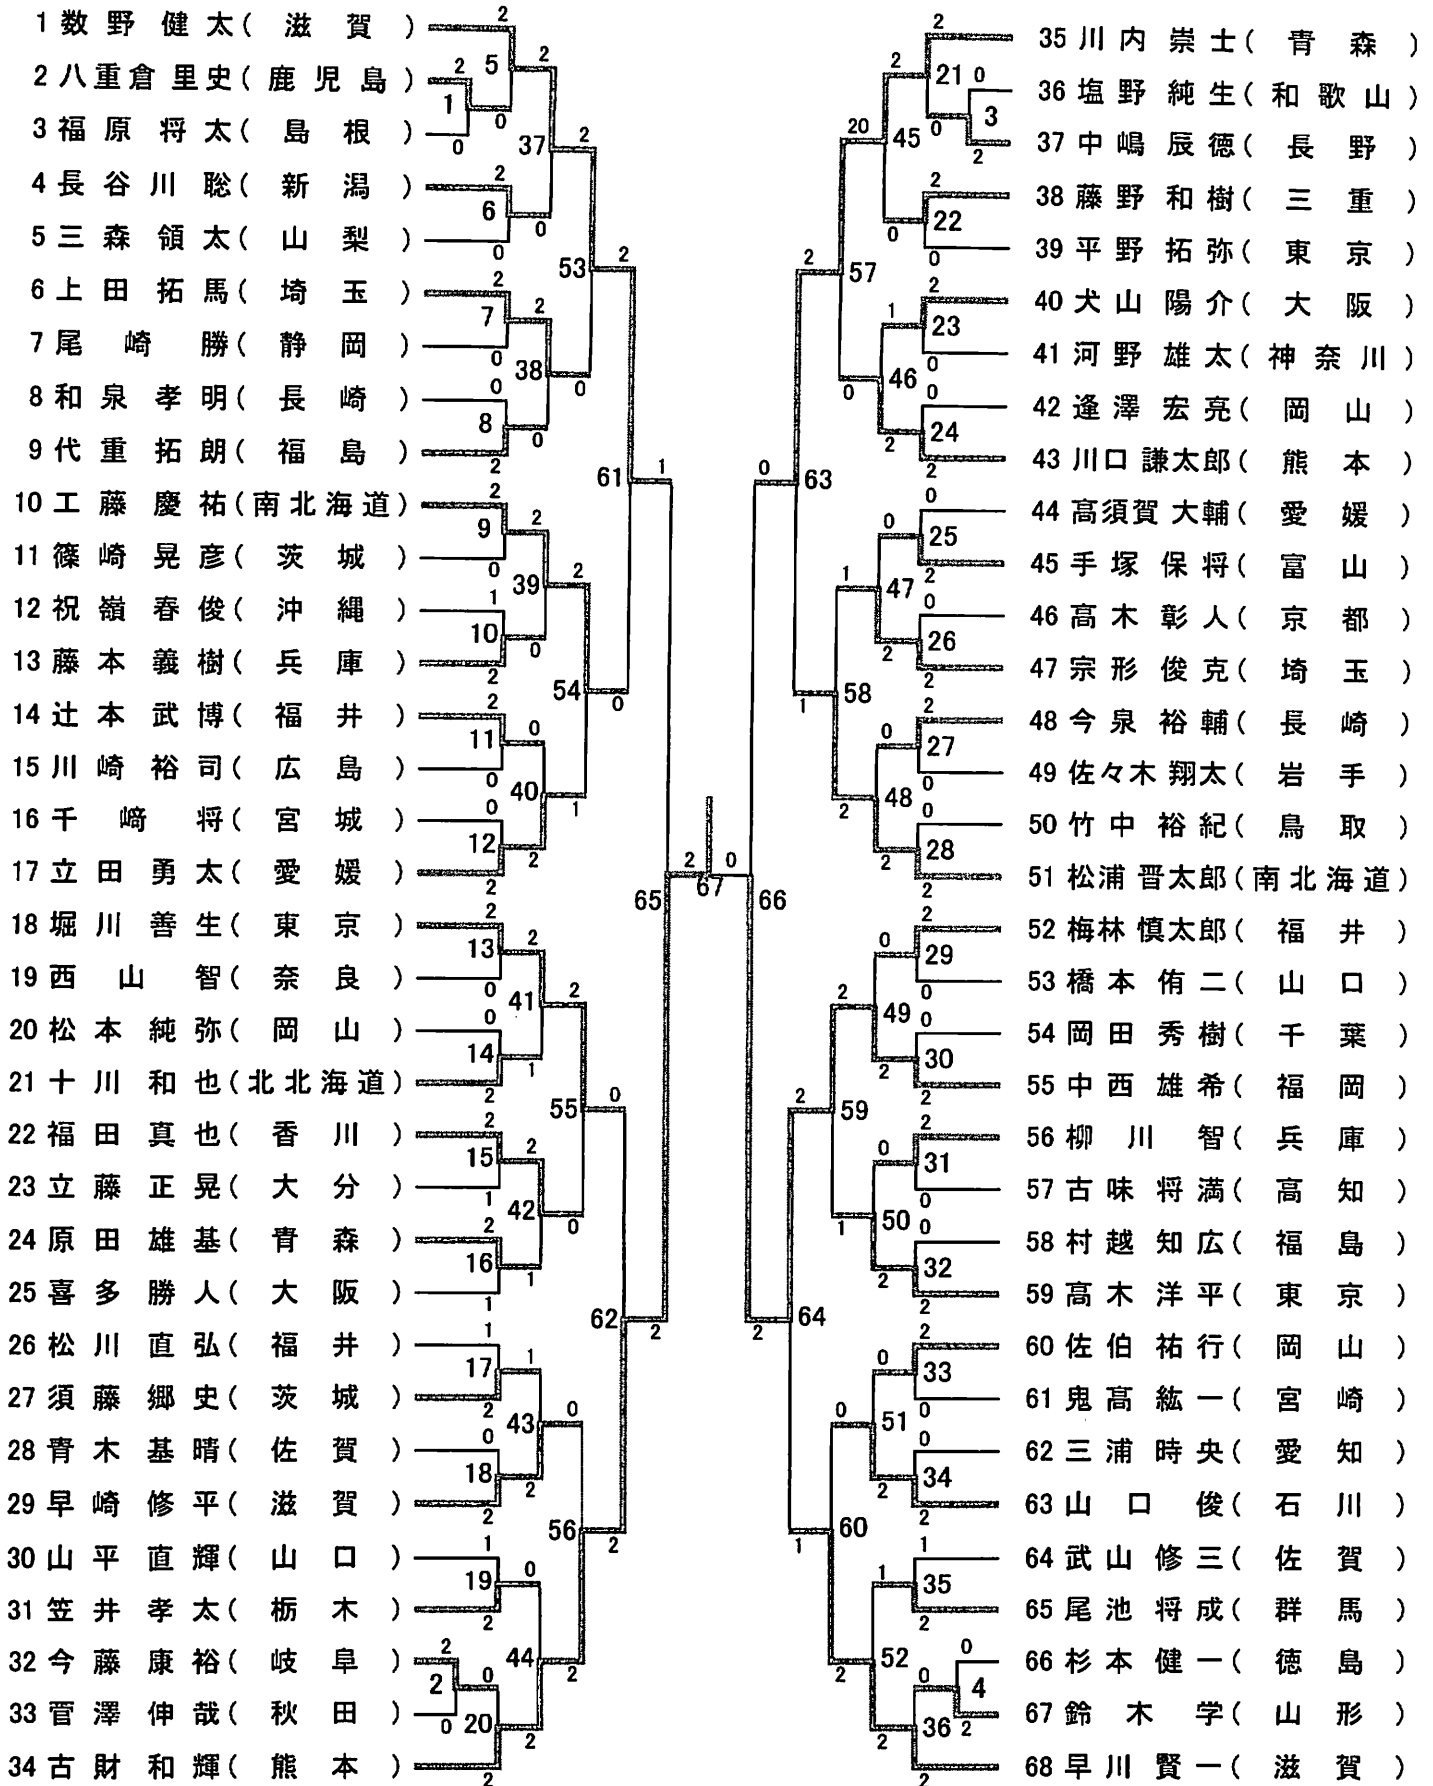 1 数野健太(滋賀)
2 八重倉里史(鹿児島)
3 福原将太(島根)
4 長谷川聡(新潟)
5 三森領太(山梨)
6 上田拓馬(埼玉)
7 尾崎勝(静岡)
8 和泉孝明(長崎)
9 代重拓朗(福島)
10 工藤慶祐(南北海道)
11 篠崎晃彦(茨城)
12 祝嶺春俊(沖縄)
13 藤本義樹(兵庫)
14 辻本武博(福井)
15 川崎裕司(広島)
16 千﨑将(宮城)
17 立田勇太(愛媛)
18 堀川善生(東京)
19 西山智(奈良)
20 松本純弥(岡山)
21 十川和也(北北海道)
22 福田真也(香川)
23 立藤正晃(大分)
24 原田雄基(青森)
25 喜多勝人(大阪)
26 松川直弘(福井)
27 須藤郷史(茨城)
28 青木基晴(佐賀)
29 早崎修平(滋賀)
30 山平直輝(山口)
31 笠井孝太(栃木)
32 今藤康裕(岐阜)
33 菅澤伸哉(秋田)
34 古財和輝(熊本)
35 川内崇士(青森)
36 塩野純生(和歌山)
37 中嶋辰徳(長野)
38 藤野和樹(三重)
39 平野拓弥(東京)
40 犬山陽介(大阪)
41 河野雄太(神奈川)
42 逢澤宏亮(岡山)
43 川口謙太郎(熊本)
44 高須賀大輔(愛媛)
45 手塚保将(富山)
46 高木彰人(京都)
47 宗形俊克(埼玉)
48 今泉裕輔(長崎)
49 佐々木翔太(岩手)
50 竹中裕紀(鳥取)
51 松浦晋太郎(南北海道)
52 梅林慎太郎(福井)
53 橋本侑二(山口)
54 岡田秀樹(千葉)
55 中西雄希(福岡)
56 柳川智(兵庫)
57 古味将満(高知)
58 村越知広(福島)
59 高木洋平(東京)
60 佐伯祐行(岡山)
61 鬼髙紘一(宮崎)
62 三浦時央(愛知)
63 山口俊(石川)
64 武山修三(佐賀)
65 尾池将成(群馬)
66 杉本健一(徳島)
67 鈴木学(山形)
68 早川賢一(滋賀)